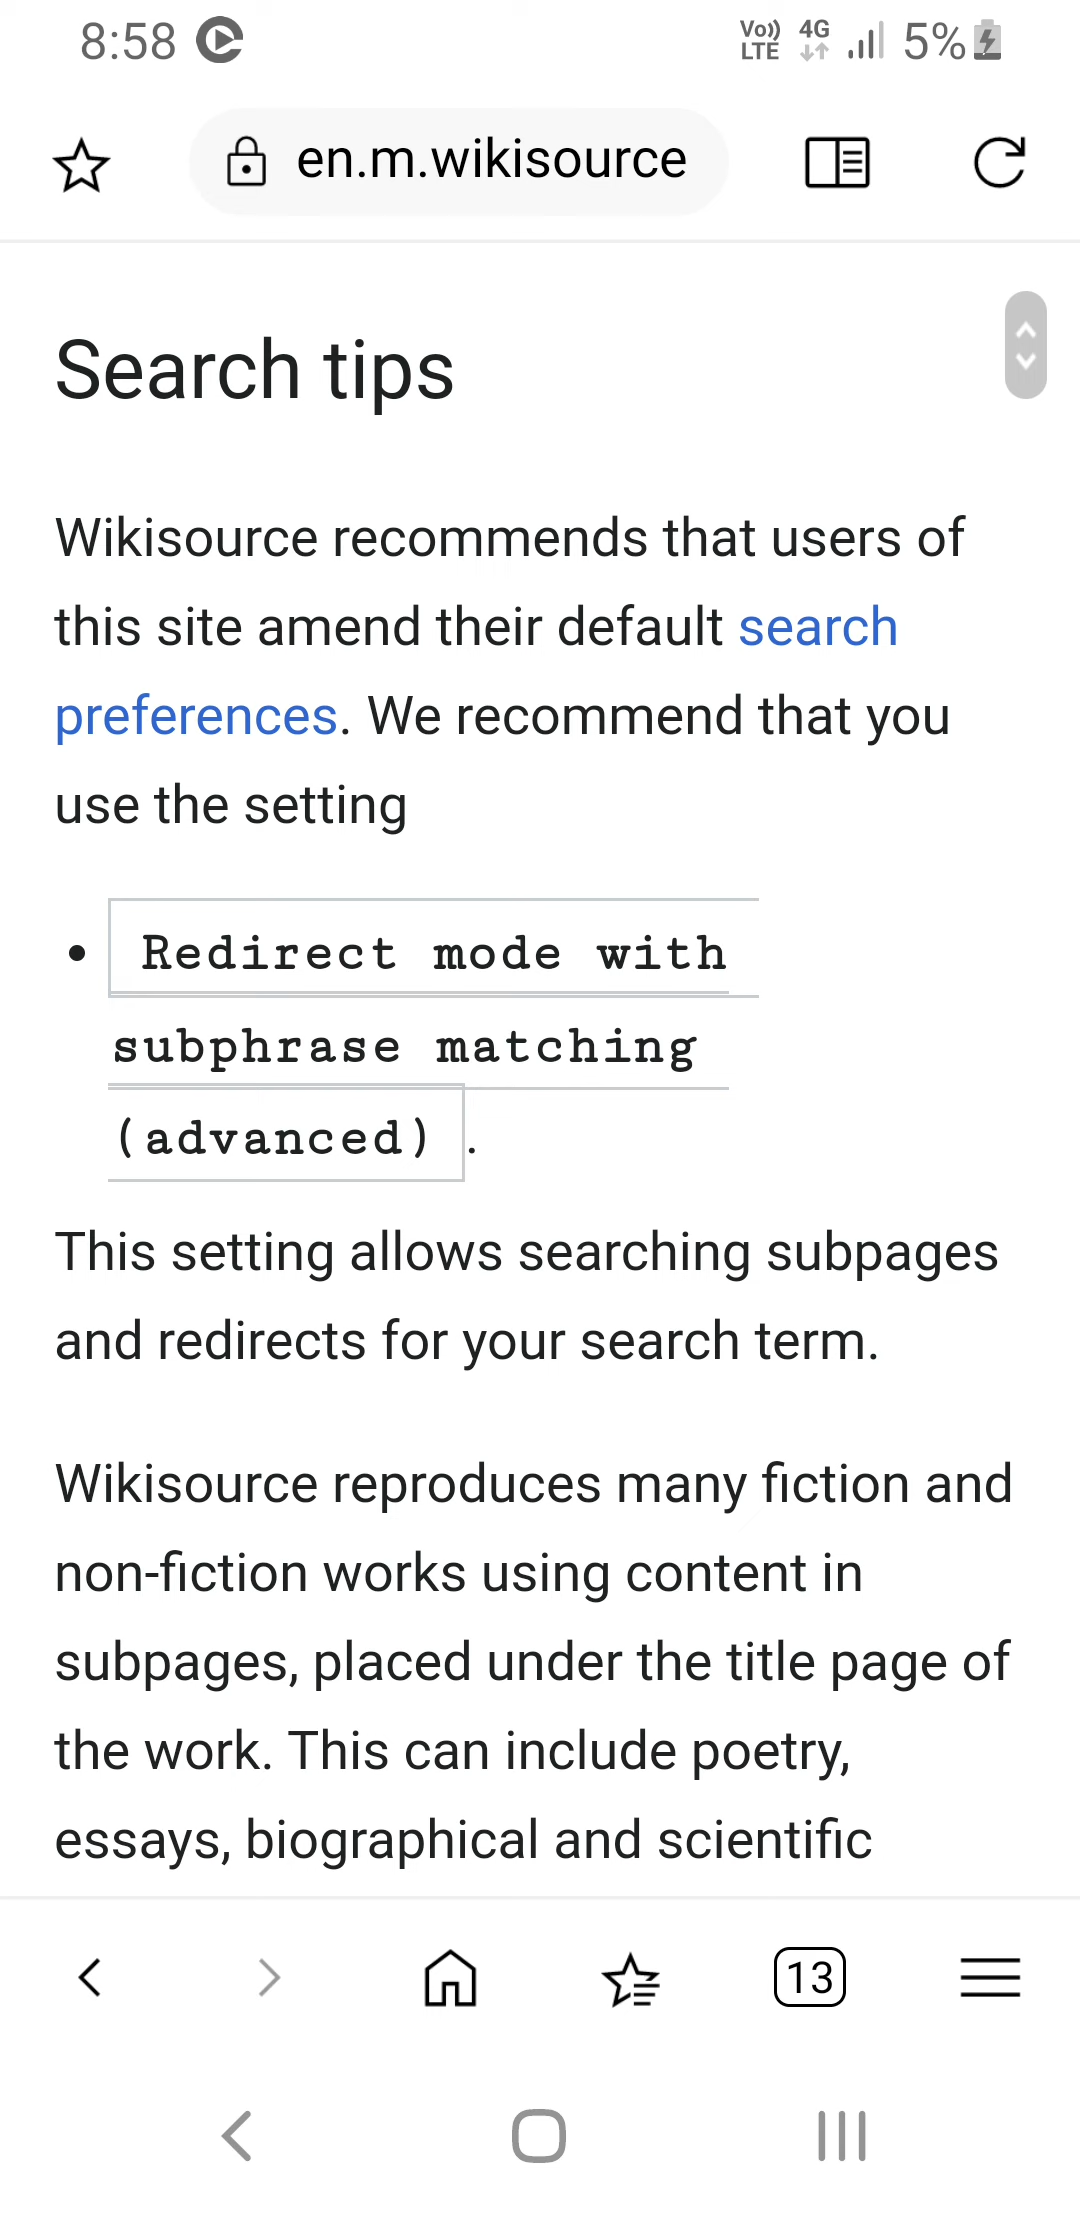 8:58 Vo)) LTE 4G 5%
en.m.wikisource
Search tips
Wikisource recommends that users of
this site amend their default search
preferences. We recommend that you
use the setting
• Redirect mode with
subphrase matching
(advanced) .
This setting allows searching subpages
and redirects for your search term.
Wikisource reproduces many fiction and
non-fiction works using content in
subpages, placed under the title page of
the work. This can include poetry,
essays, biographical and scientific
13